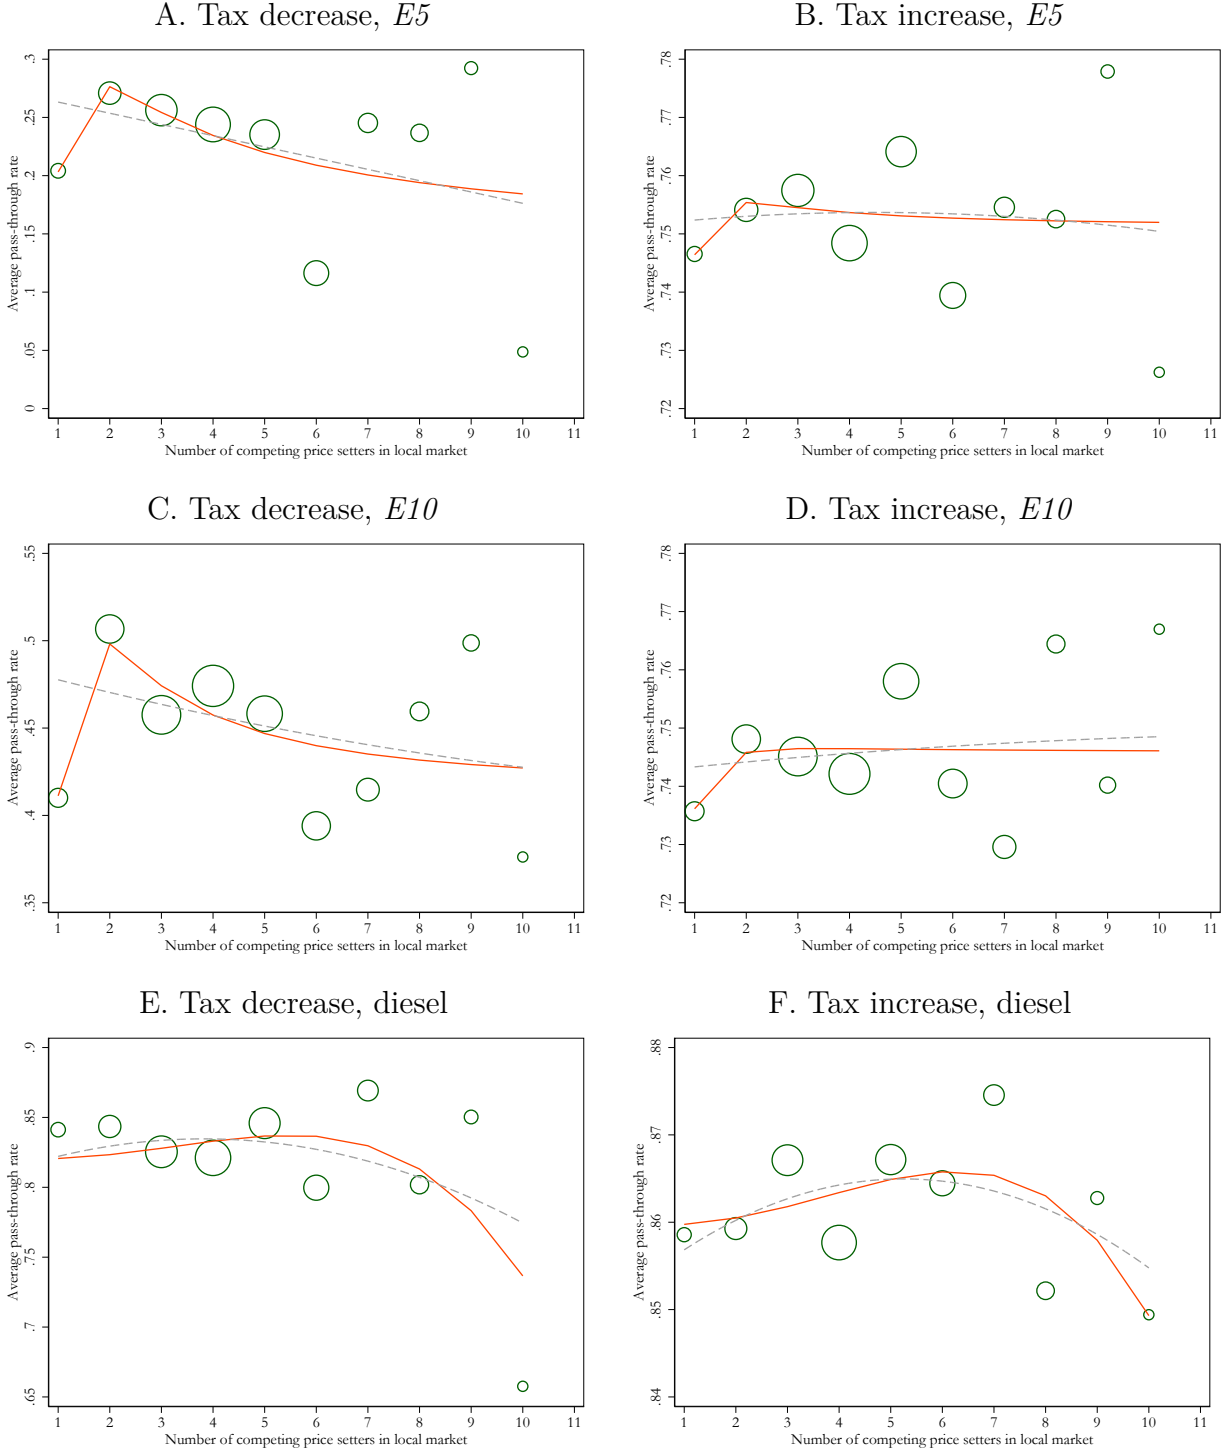 A. Tax decrease, E5
B. Tax increase, E5
Average pass-through rate
.3
.25
.2
.15
.1
.05
0
1 2 3 4 5 6 7 8 9 10 11
Number of competing price setters in local market
Average pass-through rate
.78
.77
.76
.75
.74
.73
.72
1 2 3 4 5 6 7 8 9 10 11
Number of competing price setters in local market
C. Tax decrease, E10
D. Tax increase, E10
Average pass-through rate
.55
.5
.45
.4
.35
1 2 3 4 5 6 7 8 9 10 11
Number of competing price setters in local market
Average pass-through rate
.78
.77
.76
.75
.74
.73
.72
1 2 3 4 5 6 7 8 9 10 11
Number of competing price setters in local market
E. Tax decrease, diesel
F. Tax increase, diesel
Average pass-through rate
.9
.85
.8
.75
.7
.65
1 2 3 4 5 6 7 8 9 10 11
Number of competing price setters in local market
Average pass-through rate
.88
.87
.86
.85
.84
1 2 3 4 5 6 7 8 9 10 11
Number of competing price setters in local market